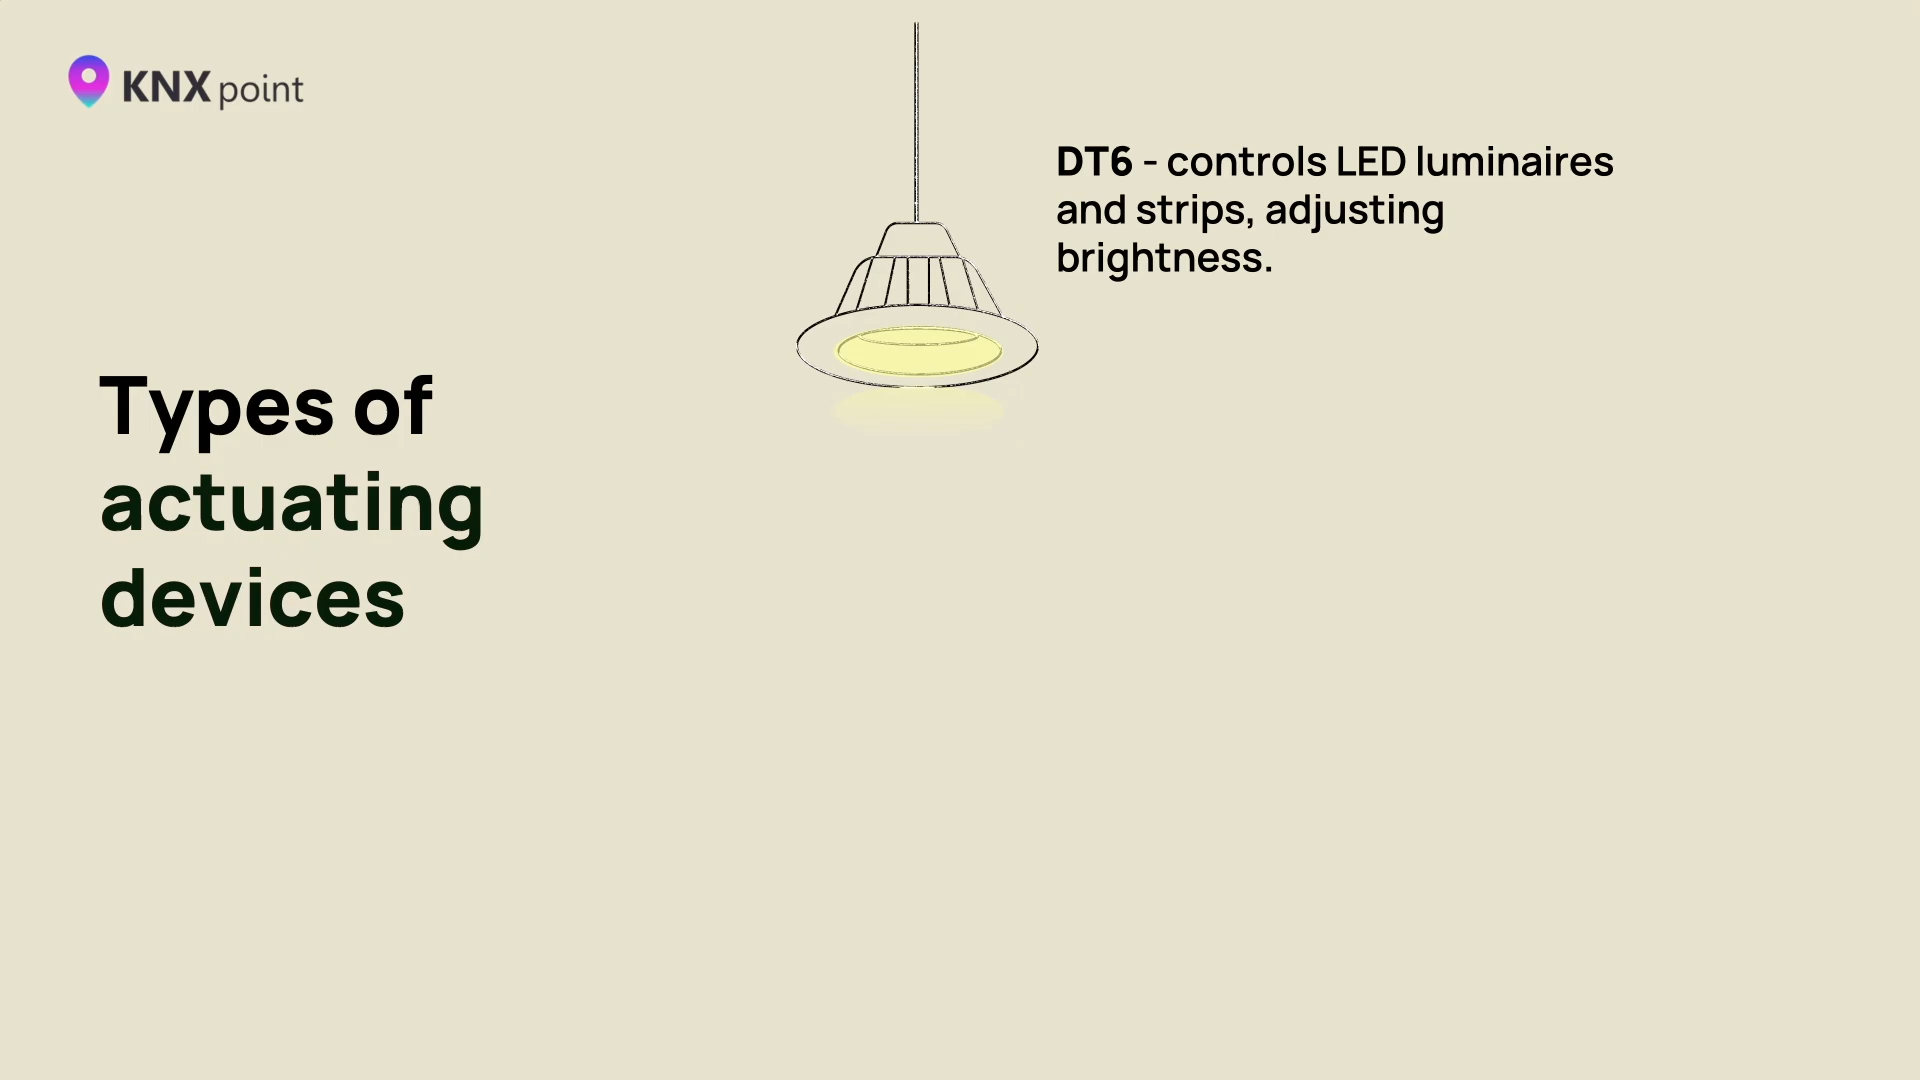 KNX point
DT6 - controls LED luminaires
and strips, adjusting
brightness.
Types of
actuating
devices